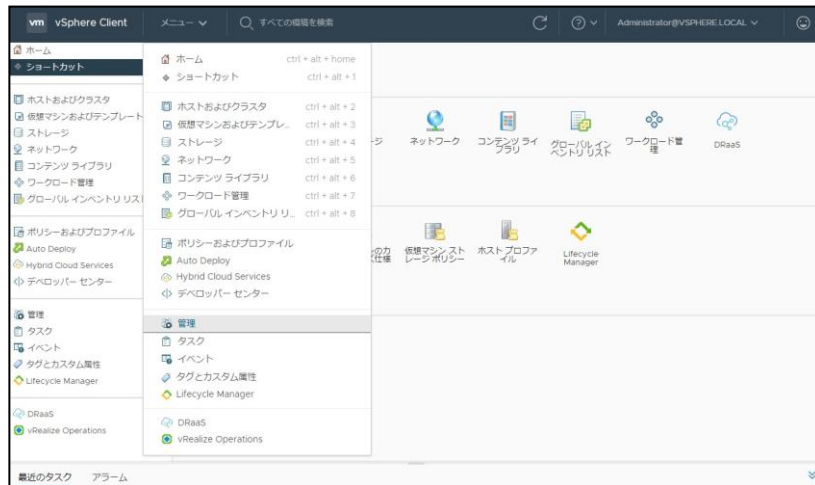 vm vSphere Client メニュー すべての環境を検索 Administrator@VSPHERE.LOCAL
ホーム
ショートカット
ホストおよびクラスタ
仮想マシンおよびテンプレート
ストレージ
ネットワーク
コンテンツ ライブラリ
ワークロード管理
グローバル インベントリ リス
ポリシーおよびプロファイル
Auto Deploy
Hybrid Cloud Services
デベロッパー センター
管理
タスク
イベント
タグとカスタム属性
Lifecycle Manager
DRaaS
vRealize Operations
ホーム ctrl + alt + home
ショートカット ctrl + alt + 1
ホストおよびクラスタ ctrl + alt + 2
仮想マシンおよびテンプレ... ctrl + alt + 3
ストレージ ctrl + alt + 4
ネットワーク ctrl + alt + 5
コンテンツ ライブラリ ctrl + alt + 6
ワークロード管理 ctrl + alt + 7
グローバル インベントリ リ... ctrl + alt + 8
ポリシーおよびプロファイル
Auto Deploy
Hybrid Cloud Services
デベロッパー センター
管理
タスク
イベント
タグとカスタム属性
Lifecycle Manager
DRaaS
vRealize Operations
ージ
ネットワーク
コンテンツ ライ
ブラリ
グローバル イン
ベントリ リスト
ワークロード管
理
DRaaS
ンのカ
ズ仕様
仮想マシン スト
レージ ポリシー
ホスト プロファ
イル
Lifecycle
Manager
最近のタスク アラーム